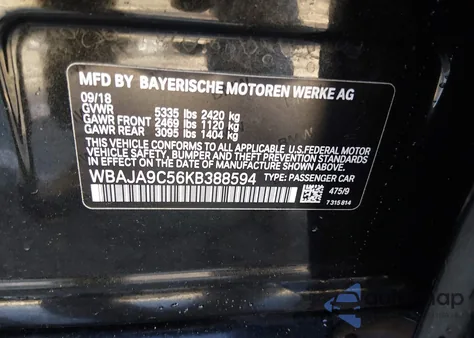 MFD BY BAYERISCHE MOTOREN WERKE AG
09/18
GVWR 5335 lbs 2420 kg
GAWR FRONT 2469 lbs 1120 kg
GAWR REAR 3095 lbs 1404 kg
THIS VEHICLE CONFORMS TO ALL APPLICABLE U.S.FEDERAL MOTOR
VEHICLE SAFETY, BUMPER, AND THEFT PREVENTION STANDARDS
IN EFFECT ON THE DATE OF MANUFACTURE SHOWN ABOVE.
WBAJA9C56KB388594 TYPE: PASSENGER CAR
475/9
7 315 814